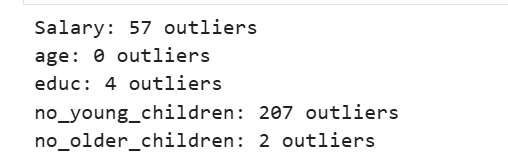 Salary: 57 outliers
age: 0 outliers
educ: 4 outliers
no_young_children: 207 outliers
no_older_children: 2 outliers